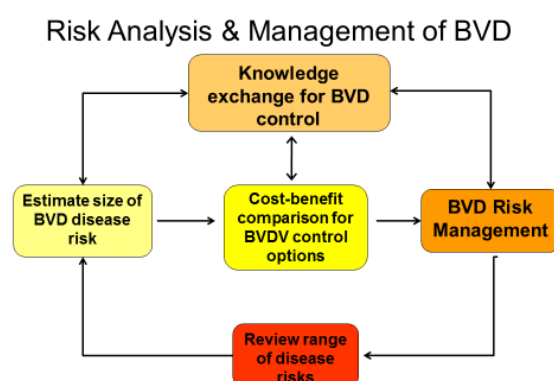 Risk Analysis & Management of BVD
Knowledge
exchange for BVD
control
Estimate size of
BVD disease
risk
Cost-benefit
comparison for
BVDV control
options
BVD Risk
Management
Review range
of disease
risks